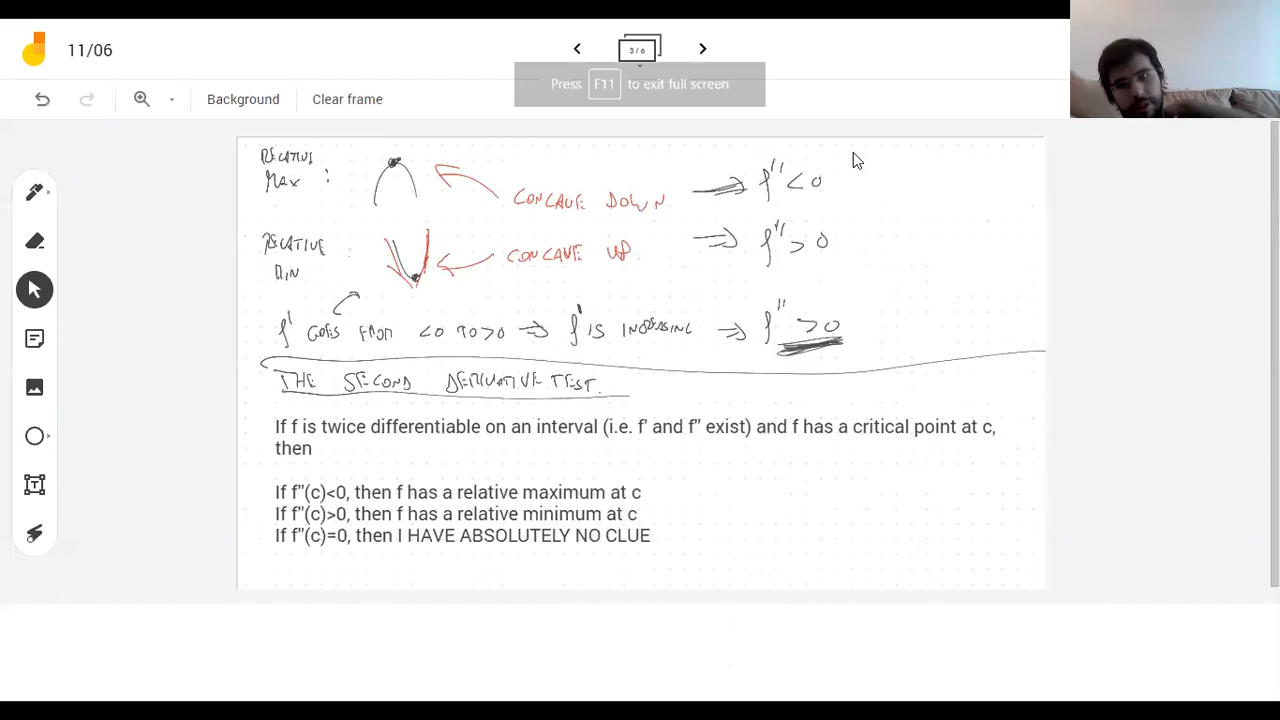 11/06
3 / 6
Press F11 to exit full screen
Background
Clear frame
RELATIVE
MAX :
CONCAVE DOWN
⟹ f'' < 0
RELATIVE :
MIN
CONCAVE UP
⟹ f'' > 0
f' GOES FROM <0 TO >0 ⟹ f' IS INCREASING ⟹ f'' > 0
THE SECOND DERIVATIVE TEST.
If f is twice differentiable on an interval (i.e. f' and f'' exist) and f has a critical point at c,
then
If f''(c)<0, then f has a relative maximum at c
If f''(c)>0, then f has a relative minimum at c
If f''(c)=0, then I HAVE ABSOLUTELY NO CLUE